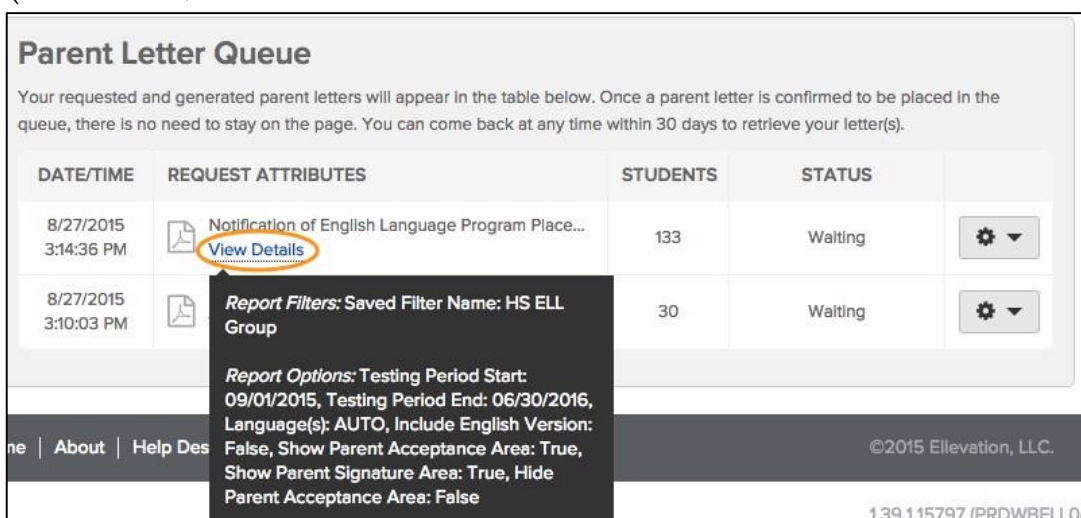 Parent Letter Queue
Your requested and generated parent letters will appear in the table below. Once a parent letter is confirmed to be placed in the
queue, there is no need to stay on the page. You can come back at any time within 30 days to retrieve your letter(s).
DATE/TIME REQUEST ATTRIBUTES STUDENTS STATUS
8/27/2015
3:14:36 PM
Notification of English Language Program Place...
View Details
133
Waiting
8/27/2015
3:10:03 PM
30
Waiting
Report Filters: Saved Filter Name: HS ELL
Group
Report Options: Testing Period Start:
09/01/2015, Testing Period End: 06/30/2016,
Language(s): AUTO, Include English Version:
False, Show Parent Acceptance Area: True,
Show Parent Signature Area: True, Hide
Parent Acceptance Area: False
me | About | Help Des
©2015 Ellevation, LLC.
1.39.1.15797